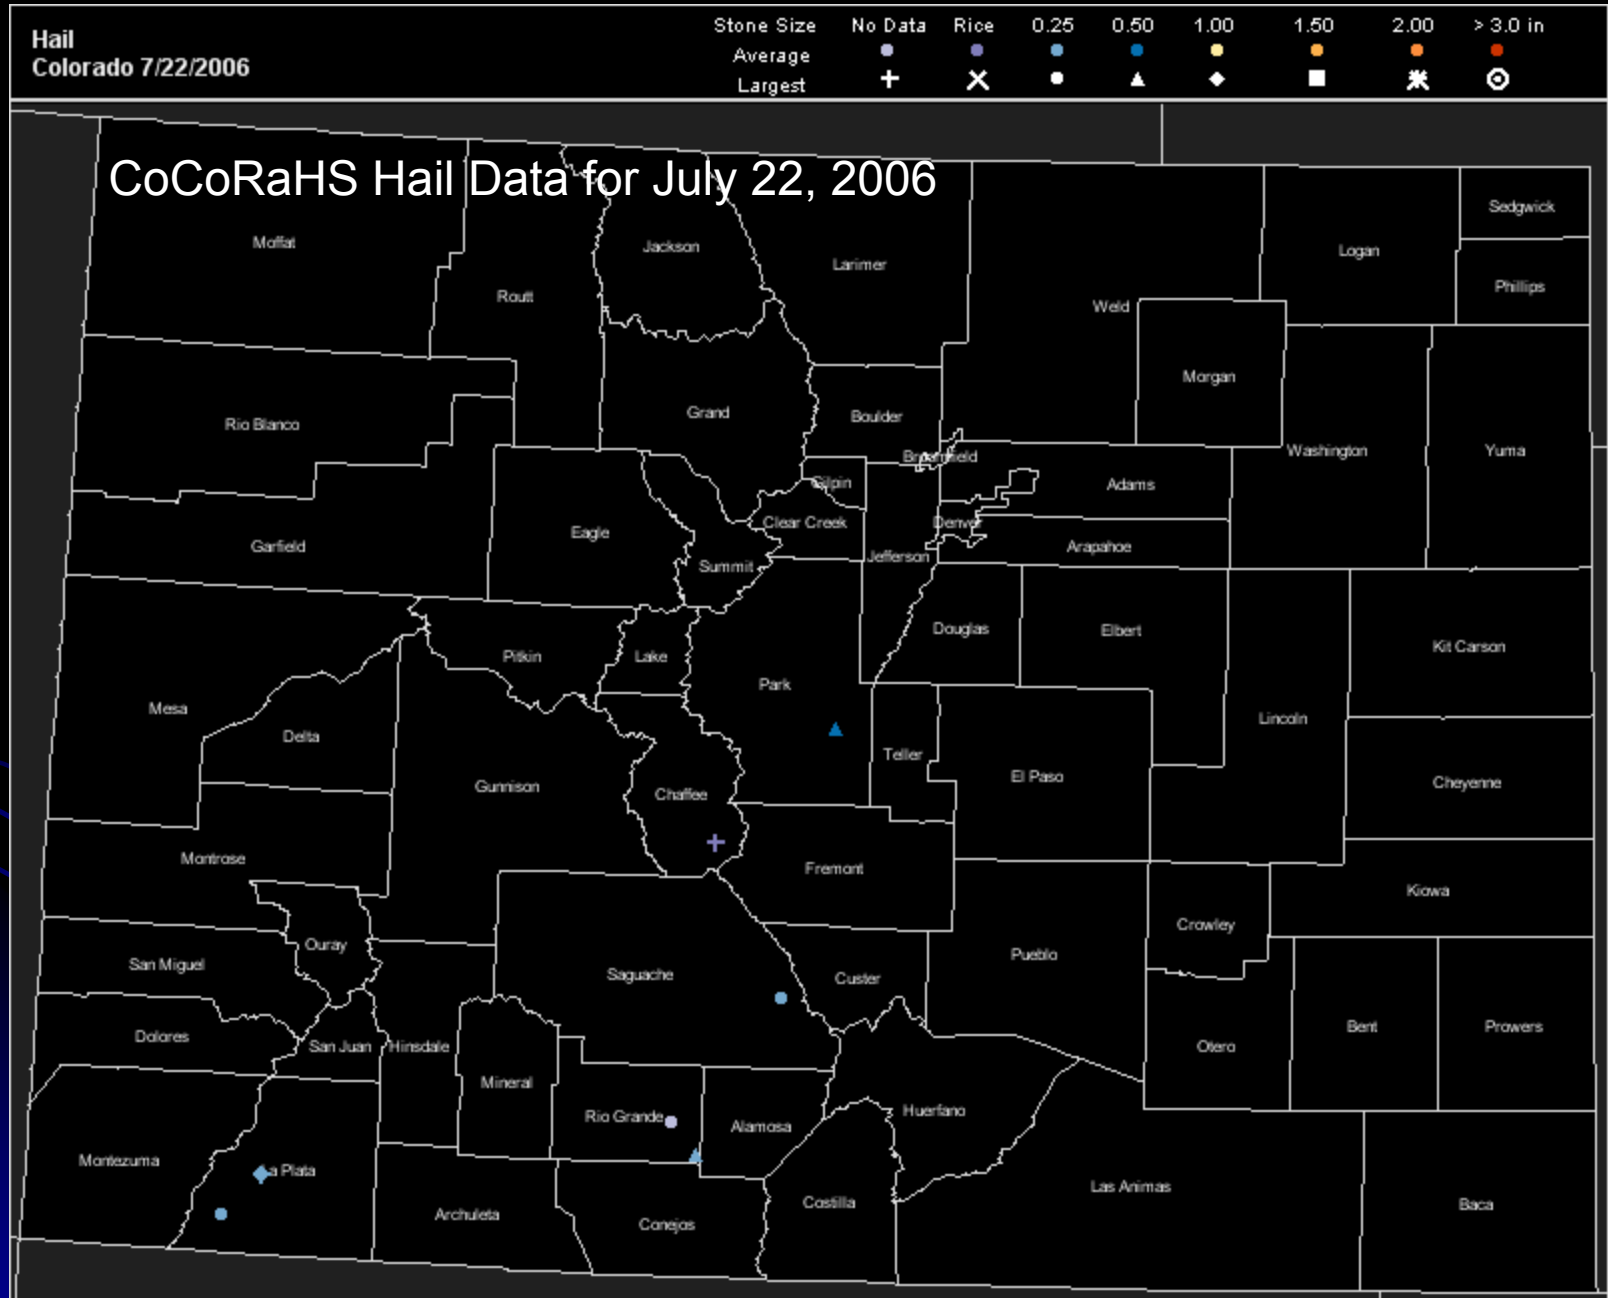 Hail
Colorado 7/22/2006
Stone Size No Data Rice 0.25 0.50 1.00 1.50 2.00 > 3.0 in
Average
Largest
CoCoRaHS Hail Data for July 22, 2006
Sedgwick
Moffat
Jackson
Larimer
Logan
Routt
Weld
Phillips
Morgan
Rio Blanco
Grand
Boulder
Washington
Yuma
Broomfield
Gilpin
Adams
Clear Creek
Denver
Garfield
Eagle
Summit
Jefferson
Arapahoe
Douglas
Elbert
Kit Carson
Pitkin
Lake
Park
Mesa
Lincoln
Delta
Teller
El Paso
Cheyenne
Gunnison
Chaffee
Montrose
Fremont
Kiowa
Crowley
Ouray
Pueblo
San Miguel
Saguache
Custer
Dolores
San Juan
Hinsdale
Otero
Bent
Prowers
Mineral
Rio Grande
Alamosa
Huerfano
Montezuma
La Plata
Las Animas
Archuleta
Conejos
Costilla
Baca